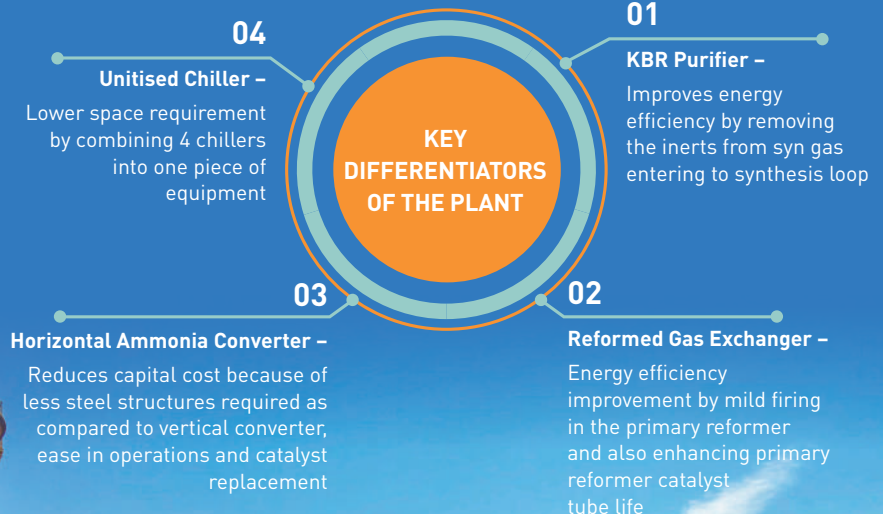 KEY
DIFFERENTIATORS
OF THE PLANT
01
KBR Purifier –
Improves energy
efficiency by removing
the inerts from syn gas
entering to synthesis loop
02
Reformed Gas Exchanger –
Energy efficiency
improvement by mild firing
in the primary reformer
and also enhancing primary
reformer catalyst
tube life
03
Horizontal Ammonia Converter –
Reduces capital cost because of
less steel structures required as
compared to vertical converter,
ease in operations and catalyst
replacement
04
Unitised Chiller –
Lower space requirement
by combining 4 chillers
into one piece of
equipment